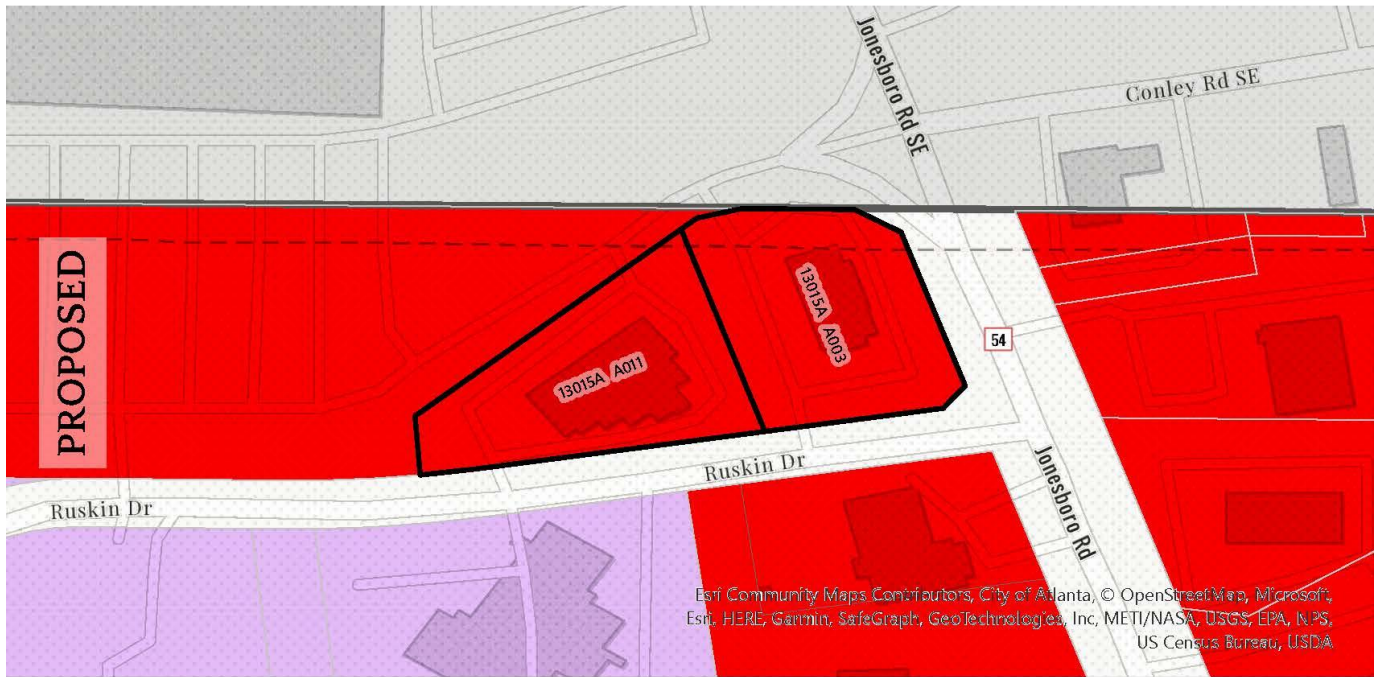 Jonesboro Rd SE
Conley Rd SE
PROPOSED
13015A A003
13015A A011
54
Ruskin Dr
Ruskin Dr
Jonesboro Rd
Esri Community Maps Contributors, City of Atlanta, © OpenStreetMap, Microsoft,
Esri, HERE, Garmin, SafeGraph, GeoTechnologies, Inc, METI/NASA, USGS, EPA, NPS,
US Census Bureau, USDA